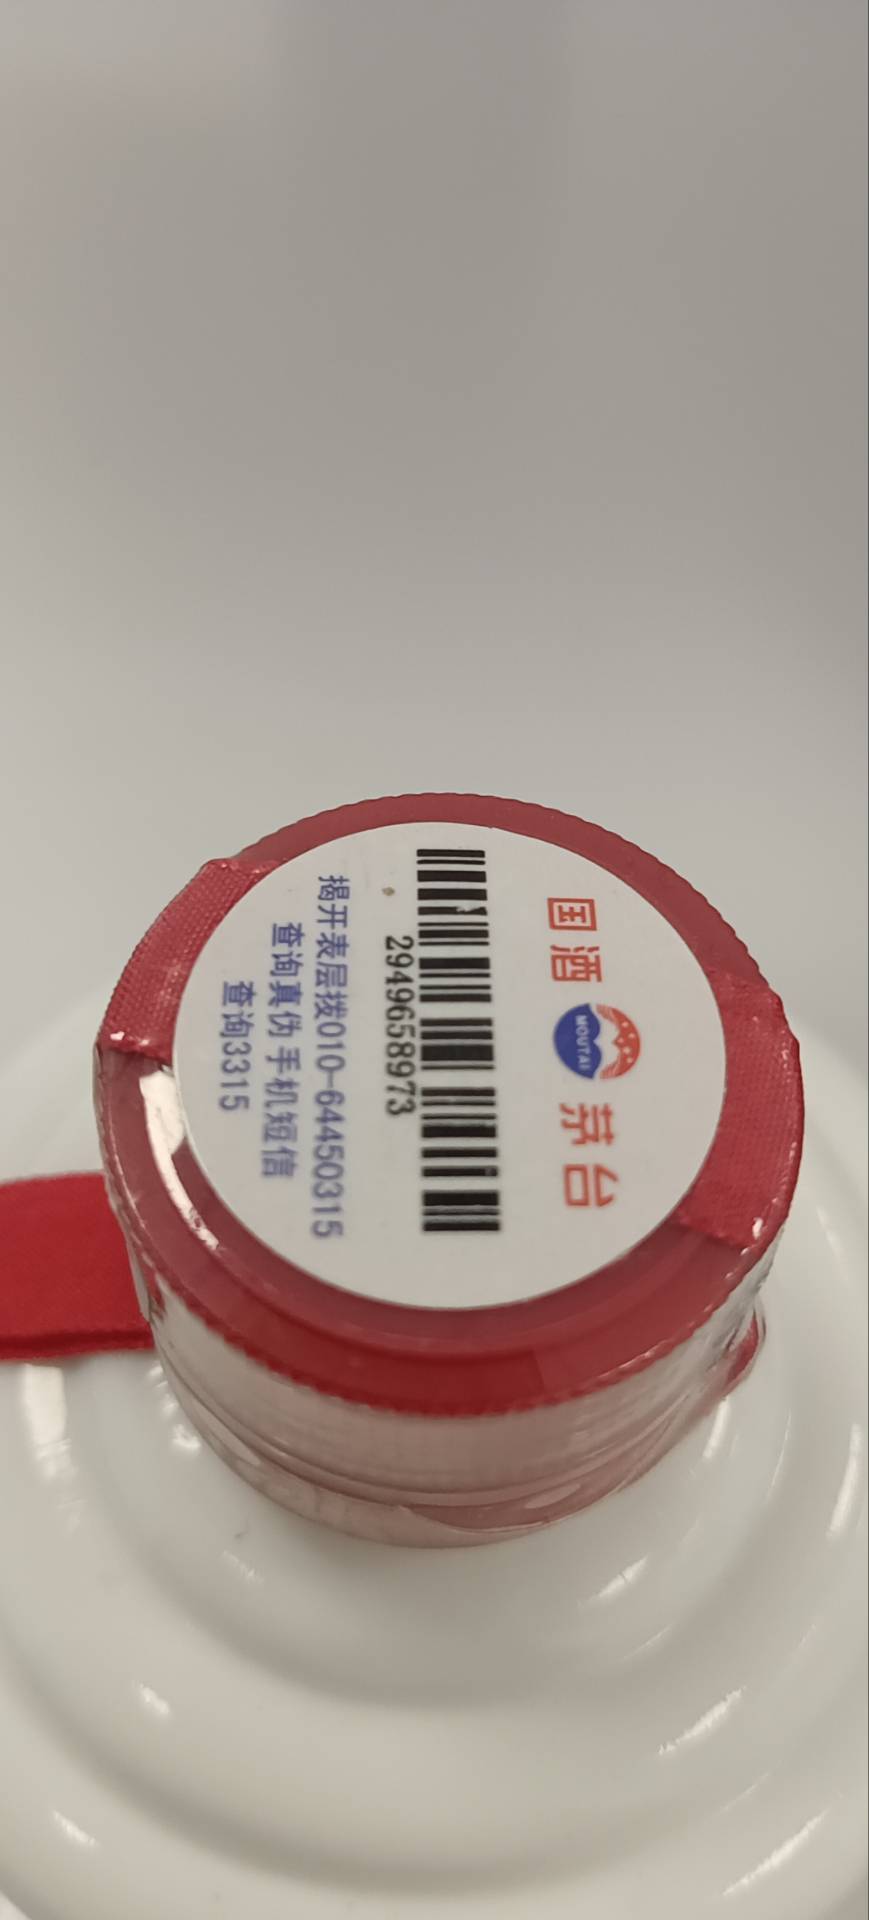 国酒 MOUTAI 茅台
2949658973
揭开表层拨010-64450315
查询真伪 手机短信
查询3315